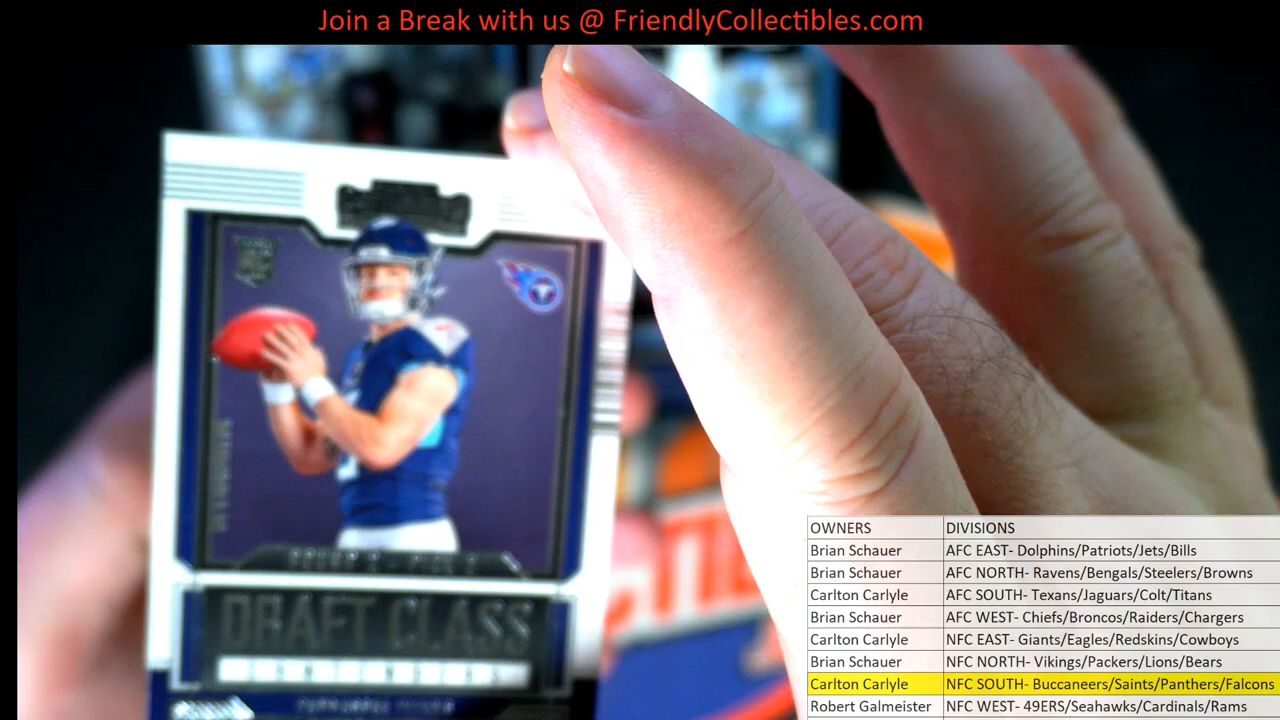 Join a Break with us @ FriendlyCollectibles.com
DRAFT CLASS
OWNERS DIVISIONS
Brian Schauer AFC EAST- Dolphins/Patriots/Jets/Bills
Brian Schauer AFC NORTH- Ravens/Bengals/Steelers/Browns
Carlton Carlyle AFC SOUTH- Texans/Jaguars/Colt/Titans
Brian Schauer AFC WEST- Chiefs/Broncos/Raiders/Chargers
Carlton Carlyle NFC EAST- Giants/Eagles/Redskins/Cowboys
Brian Schauer NFC NORTH- Vikings/Packers/Lions/Bears
Carlton Carlyle NFC SOUTH- Buccaneers/Saints/Panthers/Falcons
Robert Galmeister NFC WEST- 49ERS/Seahawks/Cardinals/Rams